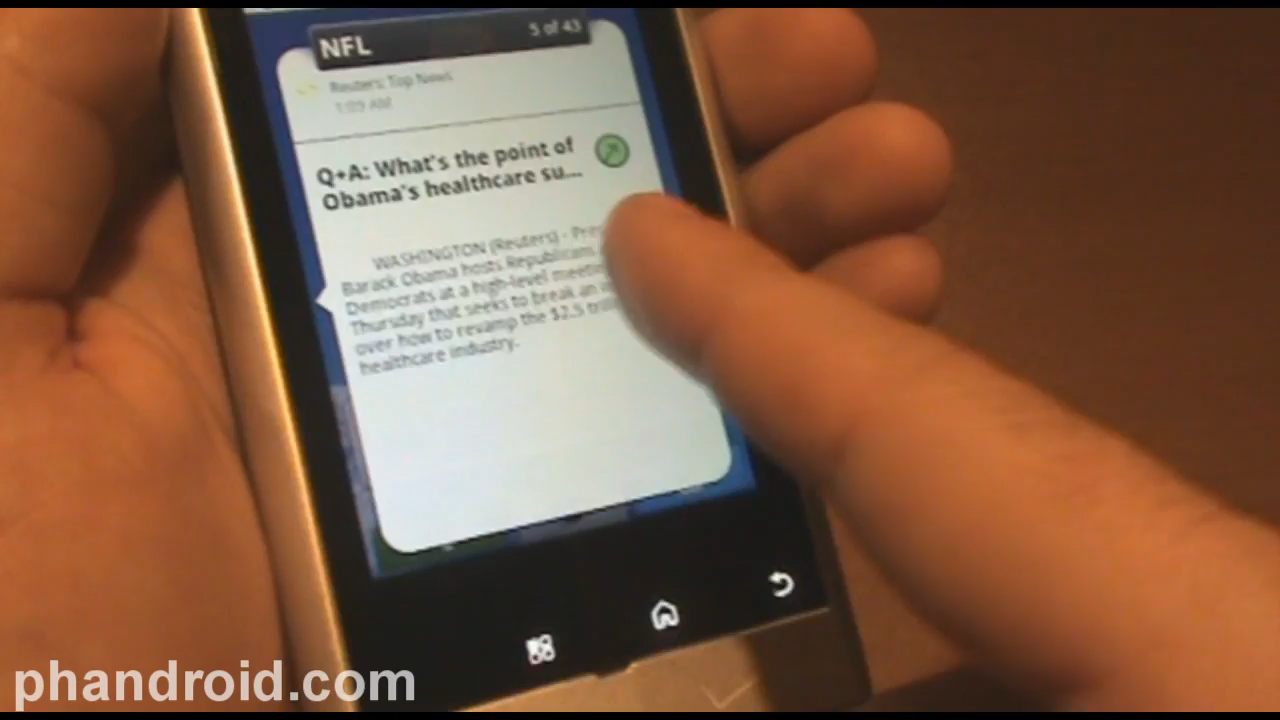 NFL
5 of 43
Reuters: Top News
1:09 AM
Q+A: What's the point of
Obama's healthcare su...
WASHINGTON (Reuters) -
Barack Obama hosts Republicans
Democrats at a high-level
Thursday that seeks to break an
over how to revamp the $2.5
healthcare industry.
phandroid.com